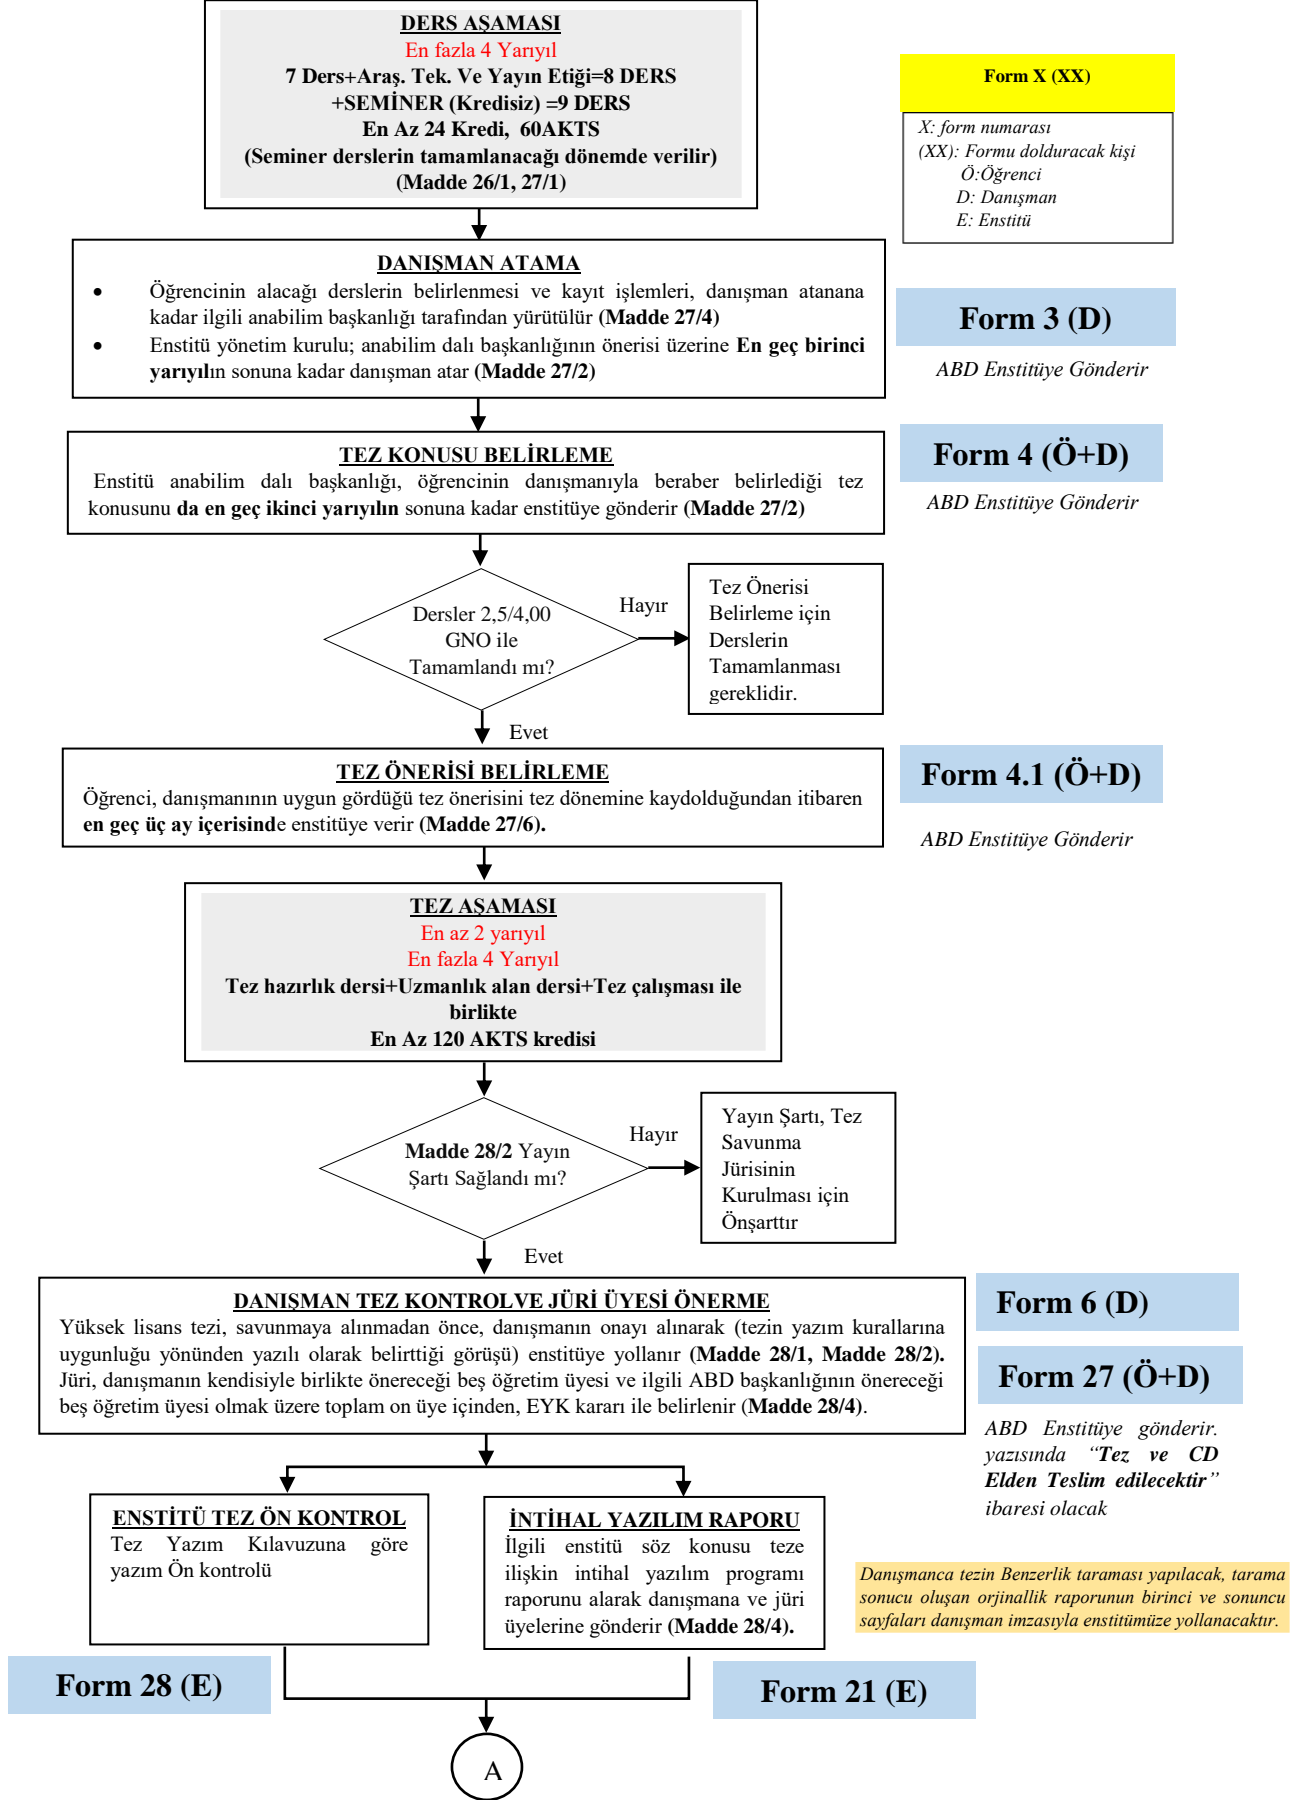 DERS AŞAMASI
En fazla 4 Yarıyıl
7 Ders+Araş. Tek. Ve Yayın Etiği=8 DERS
+SEMİNER (Kredisiz) =9 DERS
En Az 24 Kredi, 60AKTS
(Seminer derslerin tamamlanacağı dönemde verilir)
(Madde 26/1, 27/1)
Form X (XX)
X: form numarası
(XX): Formu dolduracak kişi
Ö:Öğrenci
D: Danışman
E: Enstitü
DANIŞMAN ATAMA
• Öğrencinin alacağı derslerin belirlenmesi ve kayıt işlemleri, danışman atanana
kadar ilgili anabilim başkanlığı tarafından yürütülür (Madde 27/4)
• Enstitü yönetim kurulu; anabilim dalı başkanlığının önerisi üzerine En geç birinci
yarıyılın sonuna kadar danışman atar (Madde 27/2)
Form 3 (D)
ABD Enstitüye Gönderir
TEZ KONUSU BELİRLEME
Enstitü anabilim dalı başkanlığı, öğrencinin danışmanıyla beraber belirlediği tez
konusunu da en geç ikinci yarıyılın sonuna kadar enstitüye gönderir (Madde 27/2)
Form 4 (Ö+D)
ABD Enstitüye Gönderir
Dersler 2,5/4,00
GNO ile
Tamamlandı mı?
Hayır
Tez Önerisi
Belirleme için
Derslerin
Tamamlanması
gereklidir.
Evet
TEZ ÖNERİSİ BELİRLEME
Öğrenci, danışmanının uygun gördüğü tez önerisini tez dönemine kaydolduğundan itibaren
en geç üç ay içerisinde enstitüye verir (Madde 27/6).
Form 4.1 (Ö+D)
ABD Enstitüye Gönderir
TEZ AŞAMASI
En az 2 yarıyıl
En fazla 4 Yarıyıl
Tez hazırlık dersi+Uzmanlık alan dersi+Tez çalışması ile
birlikte
En Az 120 AKTS kredisi
Madde 28/2 Yayın
Şartı Sağlandı mı?
Hayır
Yayın Şartı, Tez
Savunma
Jürisinin
Kurulması için
Önşarttır
Evet
DANIŞMAN TEZ KONTROLVE JÜRİ ÜYESİ ÖNERME
Yüksek lisans tezi, savunmaya alınmadan önce, danışmanın onayı alınarak (tezin yazım kurallarına
uygunluğu yönünden yazılı olarak belirttiği görüşü) enstitüye yollanır (Madde 28/1, Madde 28/2).
Jüri, danışmanın kendisiyle birlikte önereceği beş öğretim üyesi ve ilgili ABD başkanlığının önereceği
beş öğretim üyesi olmak üzere toplam on üye içinden, EYK kararı ile belirlenir (Madde 28/4).
Form 6 (D)
Form 27 (Ö+D)
ABD Enstitüye gönderir.
yazısında “Tez ve CD
Elden Teslim edilecektir”
ibaresi olacak
ENSTİTÜ TEZ ÖN KONTROL
Tez Yazım Kılavuzuna göre
yazım Ön kontrolü
İNTİHAL YAZILIM RAPORU
İlgili enstitü söz konusu teze
ilişkin intihal yazılım programı
raporunu alarak danışmana ve jüri
üyelerine gönderir (Madde 28/4).
Danışmanca tezin Benzerlik taraması yapılacak, tarama
sonucu oluşan orjinallik raporunun birinci ve sonuncu
sayfaları danışman imzasıyla enstitümüze yollanacaktır.
Form 28 (E)
Form 21 (E)
A